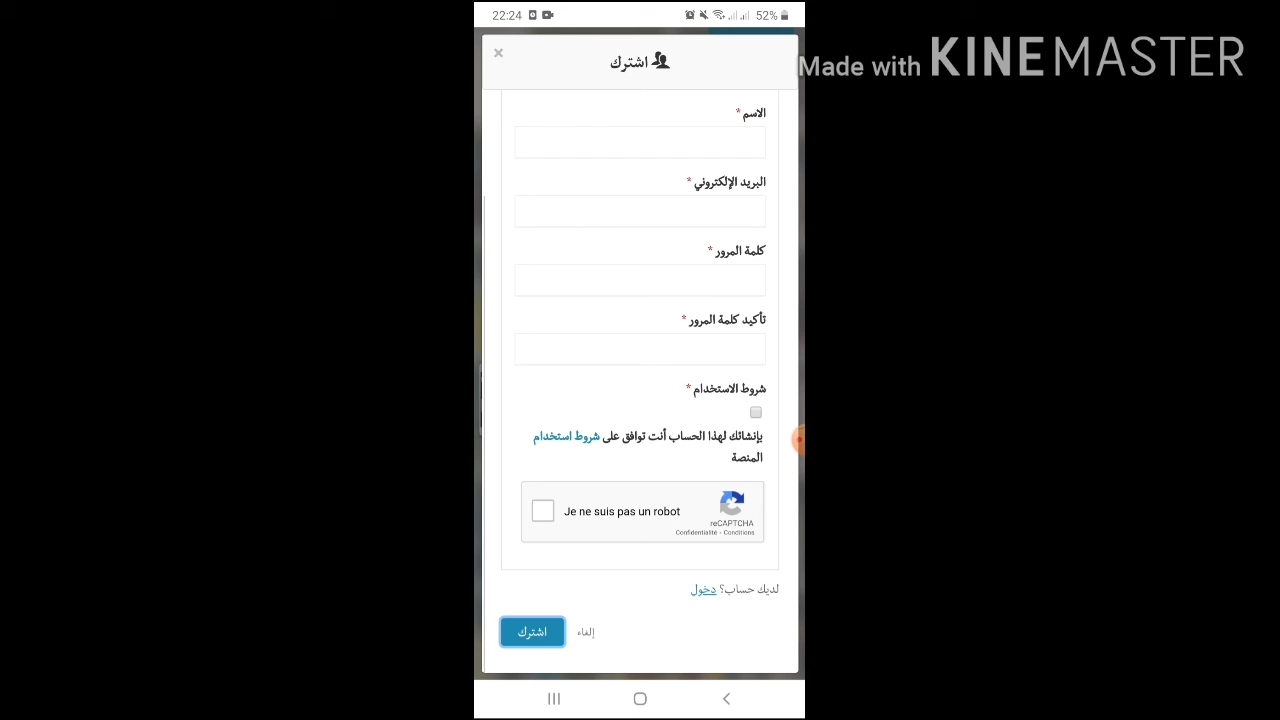 22:24
52%
Made with KINEMASTER
×
اشترك
الاسم *
البريد الإلكتروني *
كلمة المرور *
تأكيد كلمة المرور *
شروط الاستخدام *
بإنشائك لهذا الحساب أنت توافق على شروط استخدام
المنصة
Je ne suis pas un robot
reCAPTCHA
Confidentialité - Conditions
لديك حساب؟ دخول
اشترك
إلغاء